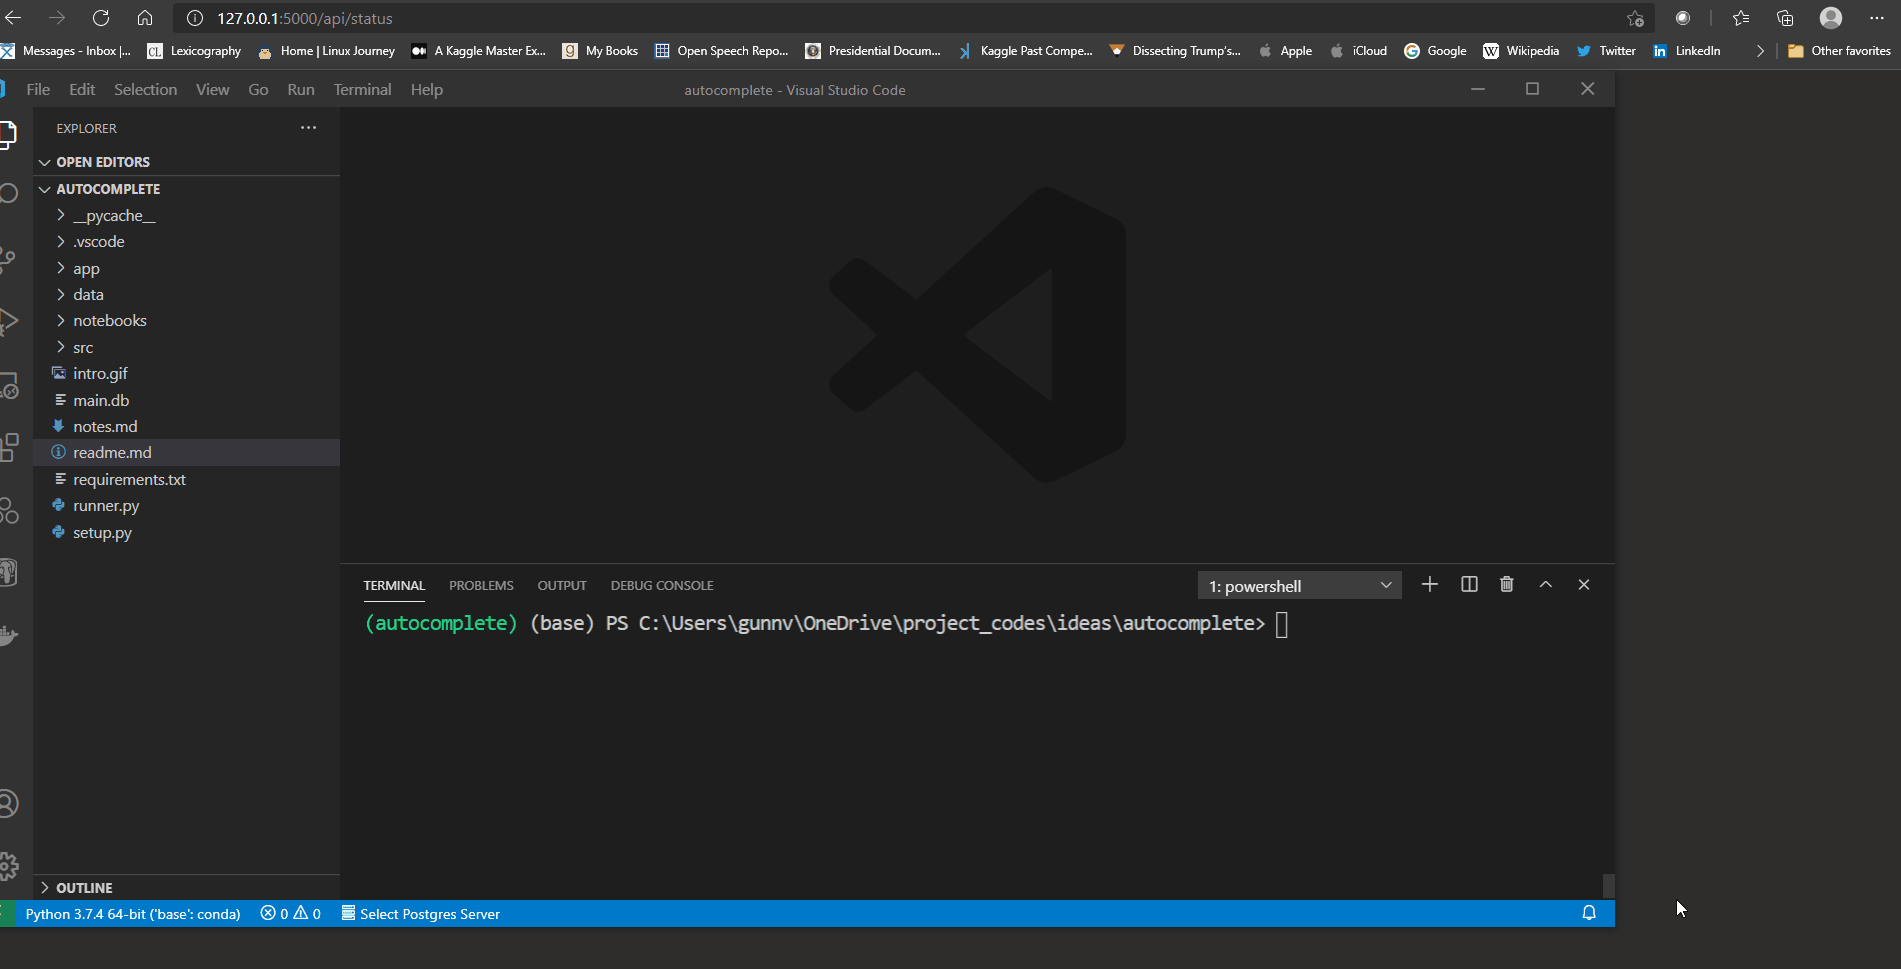 127.0.0.1:5000/api/status
Messages - Inbox |... CL Lexicography Home | Linux Journey A Kaggle Master Ex... g My Books Open Speech Repo... Presidential Docum... Kaggle Past Compe... Dissecting Trump's... Apple iCloud G Google W Wikipedia Twitter in LinkedIn Other favorites
File Edit Selection View Go Run Terminal Help autocomplete - Visual Studio Code
EXPLORER
OPEN EDITORS
AUTOCOMPLETE
__pycache__
.vscode
app
data
notebooks
src
intro.gif
main.db
notes.md
readme.md
requirements.txt
runner.py
setup.py
TERMINAL PROBLEMS OUTPUT DEBUG CONSOLE 1: powershell
(autocomplete) (base) PS C:\Users\gunnv\OneDrive\project_codes\ideas\autocomplete>
OUTLINE
Python 3.7.4 64-bit ('base': conda) 0 0 Select Postgres Server